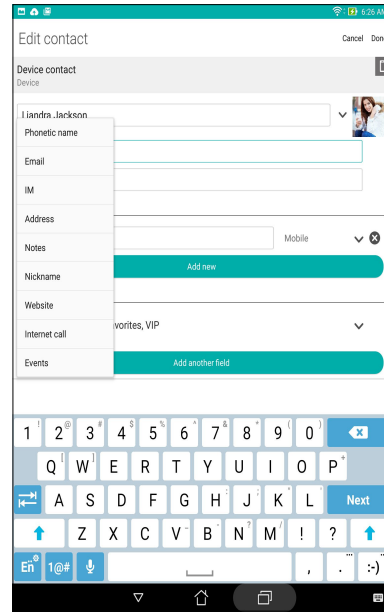 6:26 AM
Edit contact
Cancel Don
Device contact
Device
Liandra Jackson
Phonetic name
Email
IM
Address
Notes
Mobile
Add new
Nickname
Website
Internet call
vorites, VIP
Events
Add another field
1 ! 2 @ 3 # 4 $ 5 % 6 ^ 7 & 8 * 9 ( 0 )
Q [ W ] E R T Y U I O P +
A S D F G H : J ; K ' L ` Next
Z X C V - B ' N ? M / ! ?
En 1@# , . ... :-)